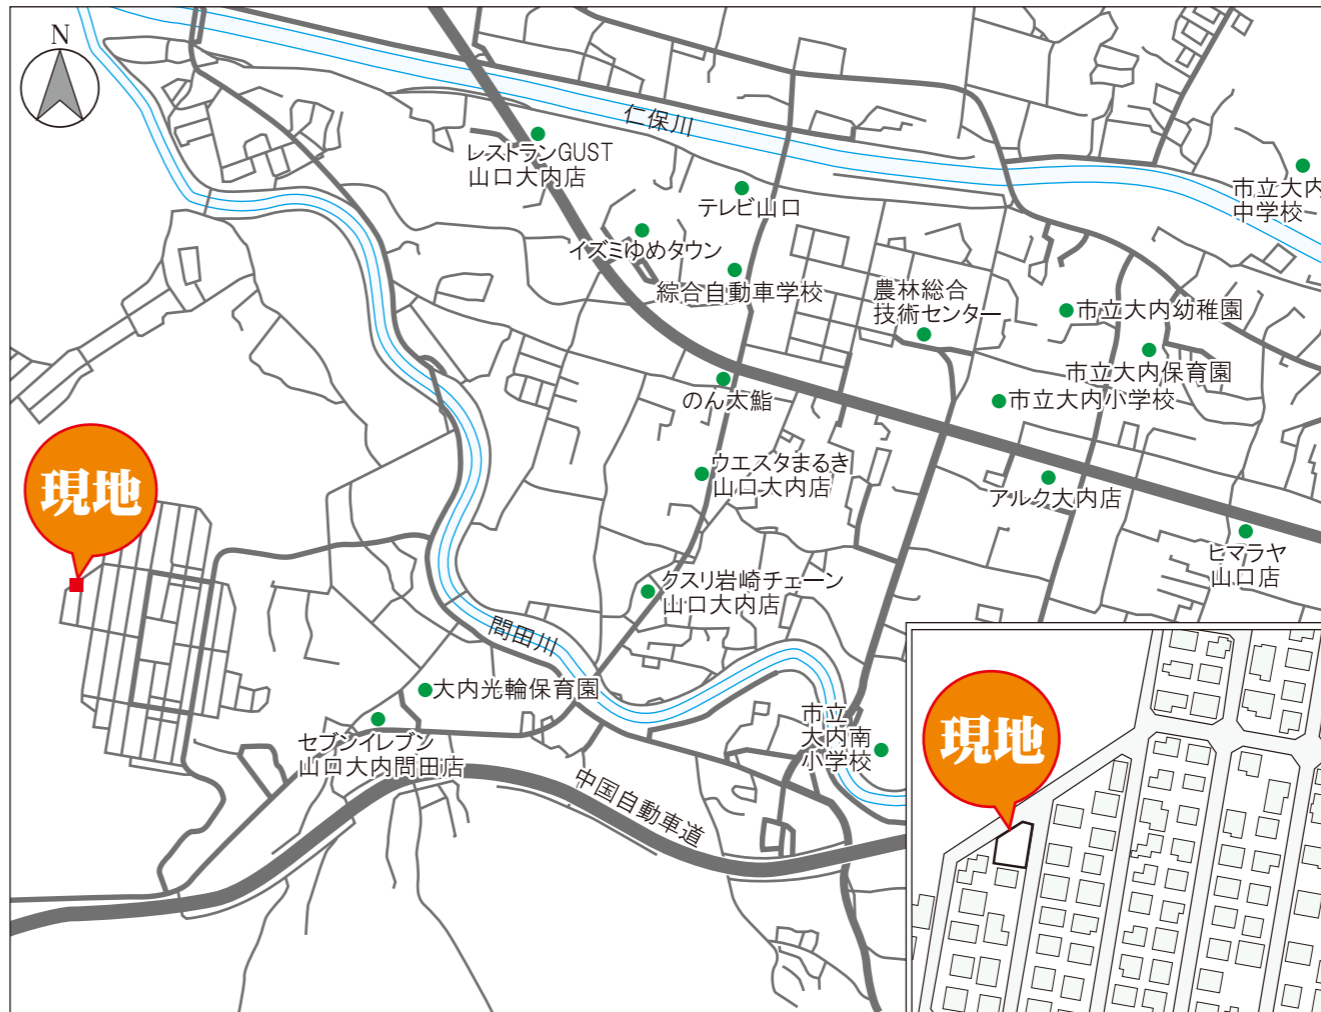 N
仁保川
レストランGUST
山口大内店
テレビ山口
市立大内
中学校
イズミゆめタウン
綜合自動車学校
農林総合
技術センター
市立大内幼稚園
市立大内保育園
市立大内小学校
のん太鮨
ウエスタまるき
山口大内店
アルク大内店
ヒマラヤ
山口店
現地
クスリ岩崎チェーン
山口大内店
問田川
大内光輪保育園
セブンイレブン
山口大内問田店
市立
大内南
小学校
中国自動車道
現地